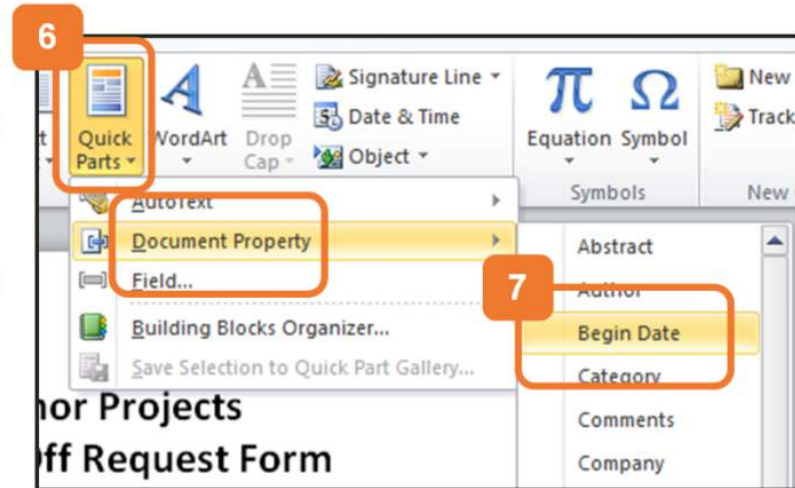 6
Quick
Parts
WordArt
Drop
Cap
Signature Line
Date & Time
Object
Equation
Symbol
Symbols
New
Track
New
AutoText
Document Property
Field...
Building Blocks Organizer...
Save Selection to Quick Part Gallery...
7
Abstract
Author
Begin Date
Category
Comments
Company
nor Projects
Off Request Form